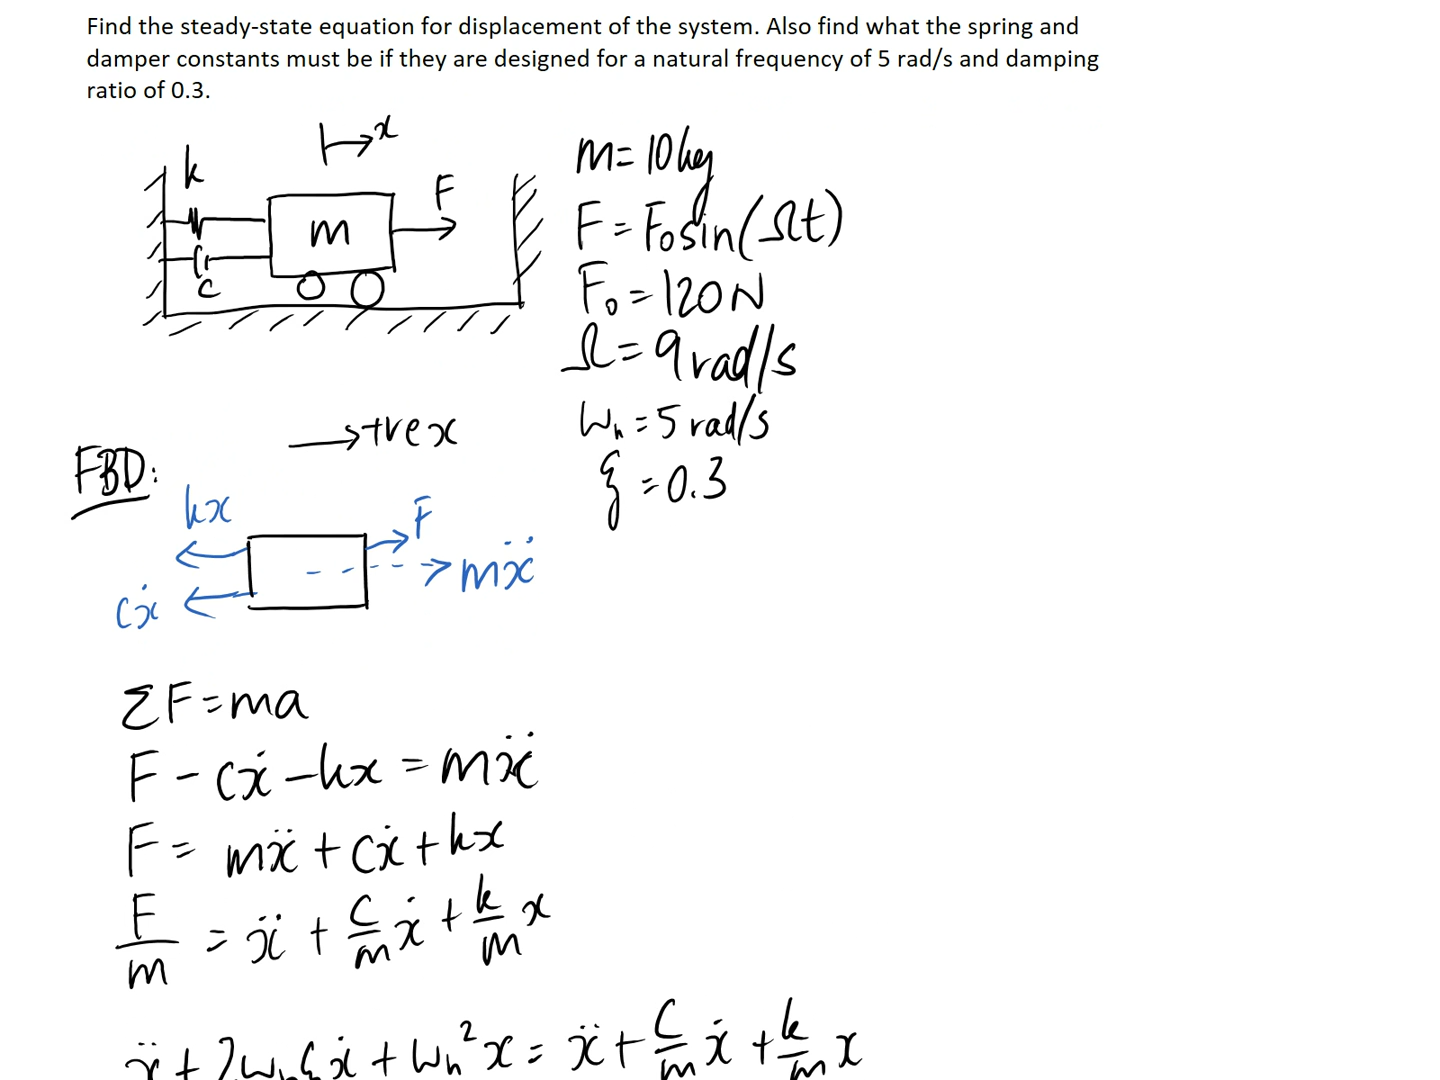 Find the steady-state equation for displacement of the system. Also find what the spring and
damper constants must be if they are designed for a natural frequency of 5 rad/s and damping
ratio of 0.3.
x
k
F
m
c
m = 10kg
F = F₀sin(Ωt)
F₀ = 120N
Ω = 9rad/s
ωₙ = 5 rad/s
ξ = 0.3
→ +ve x
FBD:
kx
F
mẍ
cẋ
ΣF = ma
F - cẋ - kx = mẍ
F = mẍ + cẋ + kx
F/m = ẍ + c/m ẋ + k/m x
ẍ + 2ωₙξẋ + ωₙ²x = ẍ + c/m ẋ + k/m x